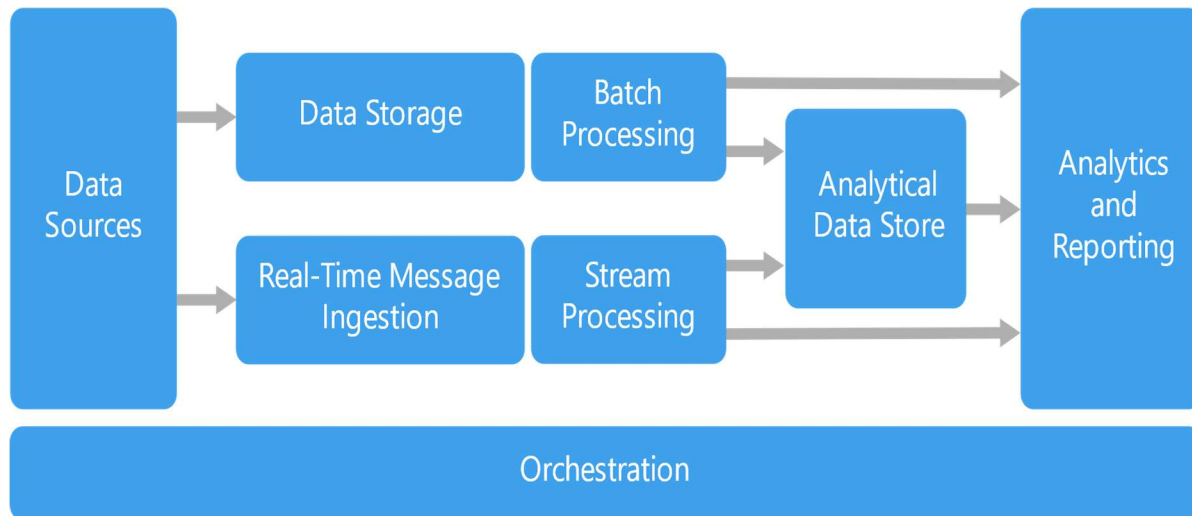 Data
Sources
Data Storage
Batch
Processing
Real-Time Message
Ingestion
Stream
Processing
Analytical
Data Store
Analytics
and
Reporting
Orchestration